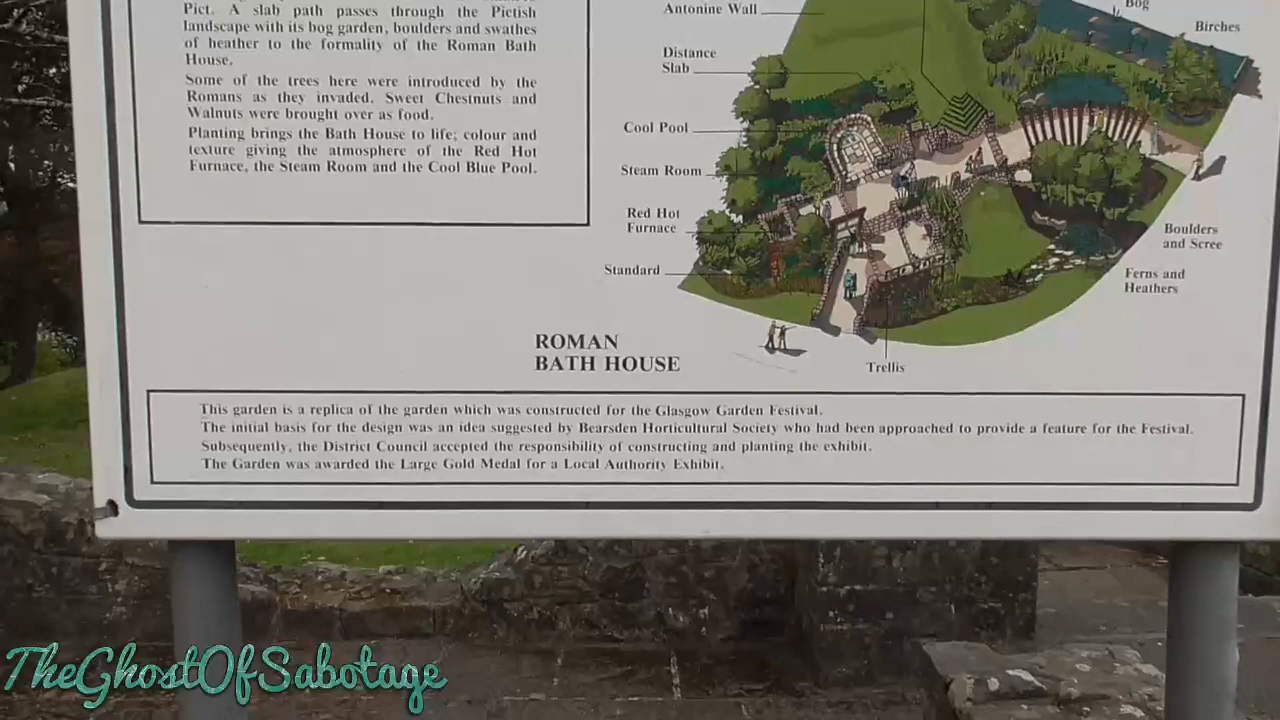 Pict. A slab path passes through the Pictish
landscape with its bog garden, boulders and swathes
of heather to the formality of the Roman Bath
House.
Some of the trees here were introduced by the
Romans as they invaded. Sweet Chestnuts and
Walnuts were brought over as food.
Planting brings the Bath House to life; colour and
texture giving the atmosphere of the Red Hot
Furnace, the Steam Room and the Cool Blue Pool.
Antonine Wall
Distance
Slab
Cool Pool
Steam Room
Red Hot
Furnace
Standard
Bog
Birches
Boulders
and Scree
Ferns and
Heathers
Trellis
ROMAN
BATH HOUSE
This garden is a replica of the garden which was constructed for the Glasgow Garden Festival.
The initial basis for the design was an idea suggested by Bearsden Horticultural Society who had been approached to provide a feature for the Festival.
Subsequently, the District Council accepted the responsibility of constructing and planting the exhibit.
The Garden was awarded the Large Gold Medal for a Local Authority Exhibit.
TheGhostOfSabotage